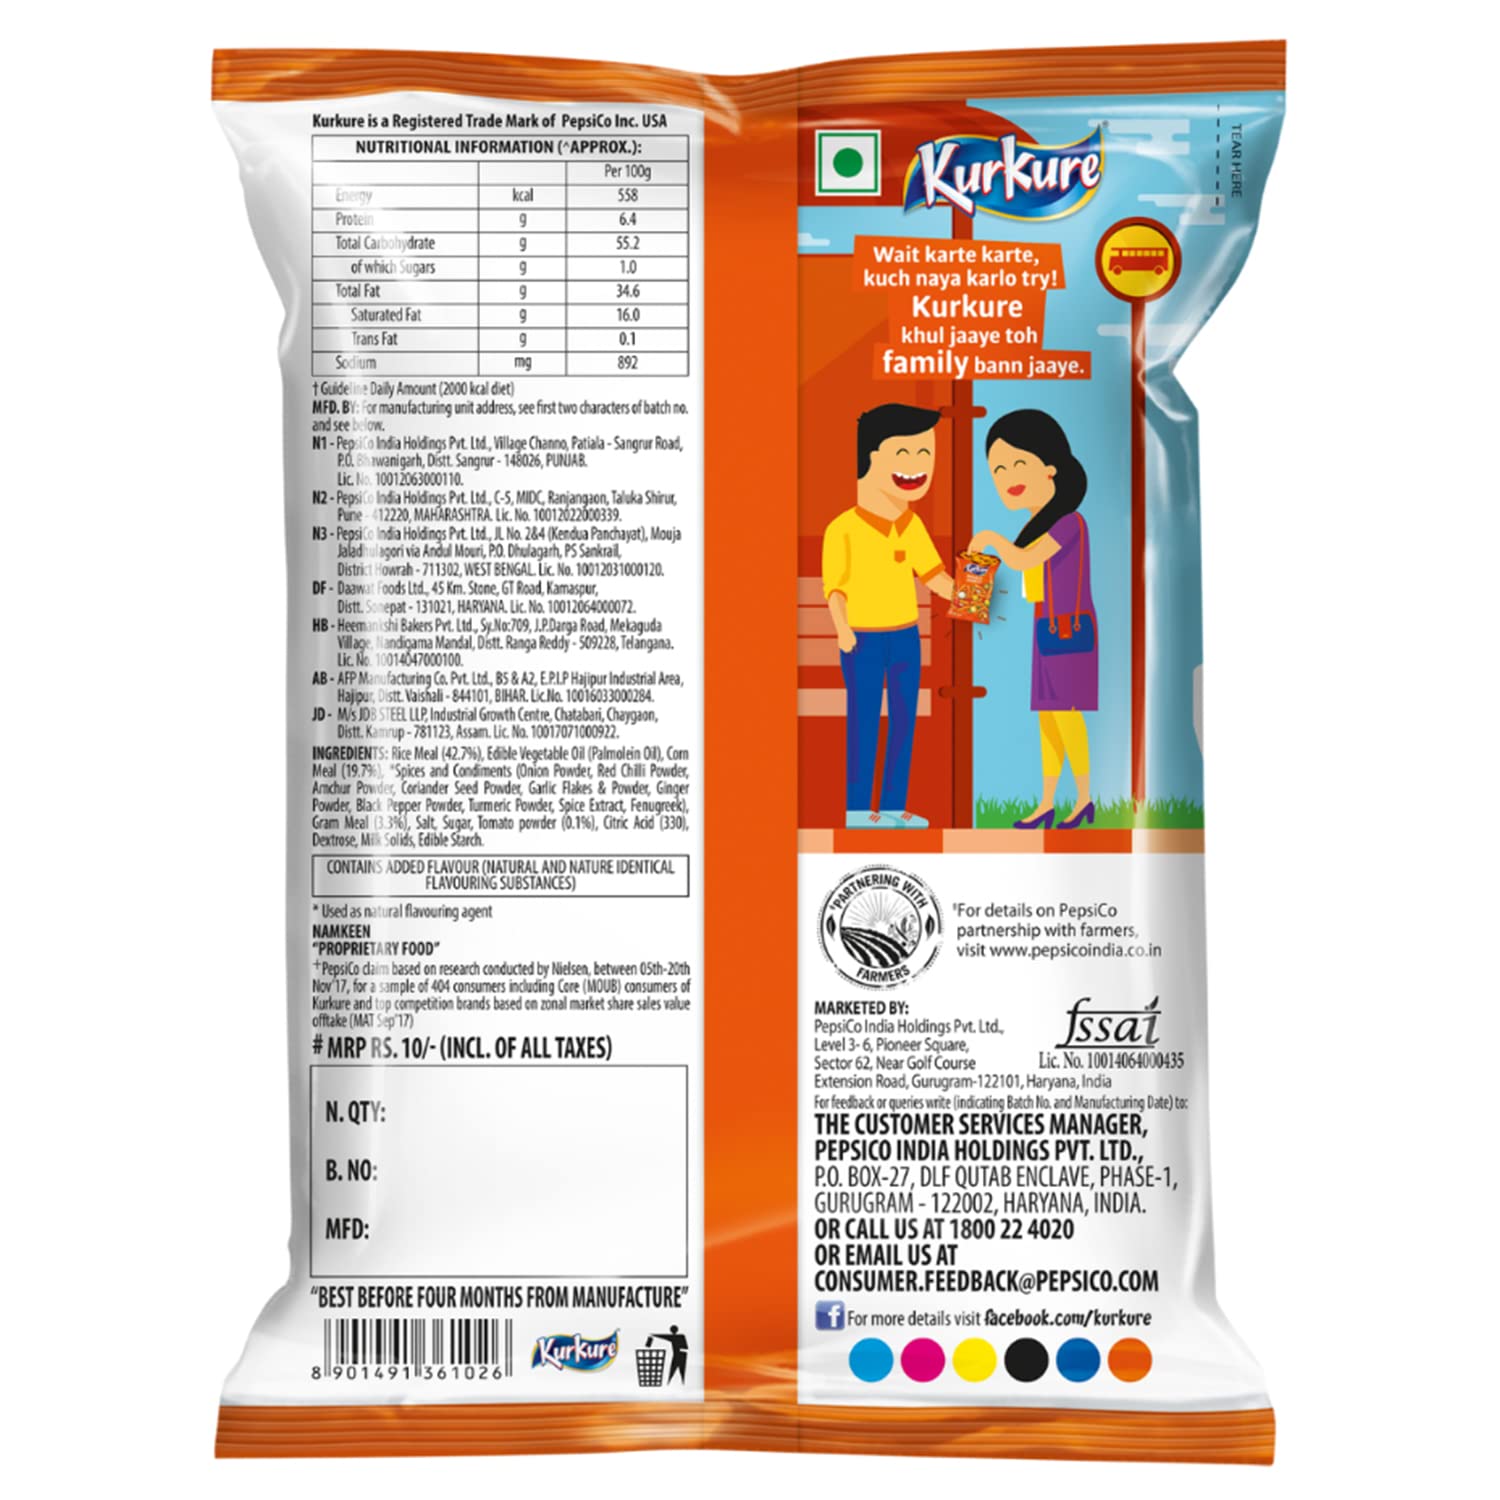 Kurkure is a Registered Trade Mark of PepsiCo Inc. USA
NUTRITIONAL INFORMATION (^APPROX.):
Per 100g
Energy kcal 558
Protein g 6.4
Total Carbohydrate g 55.2
of which Sugars g 1.0
Total Fat g 34.6
Saturated Fat g 16.0
Trans Fat g 0.1
Sodium mg 892
† Guideline Daily Amount (2000 kcal diet)
MFD. BY: For manufacturing unit address, see first two characters of batch no.
and see below.
N1 - PepsiCo India Holdings Pvt. Ltd., Village Channo, Patiala - Sangrur Road,
P.O. Bhawanigarh, Distt. Sangrur - 148026, PUNJAB.
Lic. No. 10012063000110.
N2 - PepsiCo India Holdings Pvt. Ltd., C-5, MIDC, Ranjangaon, Taluka Shirur,
Pune - 412220, MAHARASHTRA. Lic. No. 10012022000339.
N3 - PepsiCo India Holdings Pvt. Ltd., JL No. 2&4 (Kendua Panchayat), Mouja
Jaladhulagori via Andul Mouri, P.O. Dhulagarh, PS Sankrail,
District Howrah - 711302, WEST BENGAL. Lic. No. 10012031000120.
DF - Daawat Foods Ltd., 45 Km. Stone, GT Road, Kamaspur,
Distt. Sonepat - 131021, HARYANA. Lic. No. 10012064000072.
HB - Heemankshi Bakers Pvt. Ltd., Sy.No:709, J.P.Darga Road, Mekaguda
Village, Nandigama Mandal, Distt. Ranga Reddy - 509228, Telangana.
Lic. No. 10014047000100.
AB - AFP Manufacturing Co. Pvt. Ltd., B5 & A2, E.P.I.P Hajipur Industrial Area,
Hajipur, Distt. Vaishali - 844101, BIHAR. Lic.No. 10016033000284.
JD - M/s JDB STEEL LLP, Industrial Growth Centre, Chatabari, Chaygaon,
Distt. Kamrup - 781123, Assam. Lic. No. 10017071000922.
INGREDIENTS: Rice Meal (42.7%), Edible Vegetable Oil (Palmolein Oil), Corn
Meal (19.7%), *Spices and Condiments (Onion Powder, Red Chilli Powder,
Amchur Powder, Coriander Seed Powder, Garlic Flakes & Powder, Ginger
Powder, Black Pepper Powder, Turmeric Powder, Spice Extract, Fenugreek),
Gram Meal (3.3%), Salt, Sugar, Tomato powder (0.1%), Citric Acid (330),
Dextrose, Milk Solids, Edible Starch.
CONTAINS ADDED FLAVOUR (NATURAL AND NATURE IDENTICAL
FLAVOURING SUBSTANCES)
* Used as natural flavouring agent
NAMKEEN
"PROPRIETARY FOOD"
†PepsiCo claim based on research conducted by Nielsen, between 05th-20th
Nov'17, for a sample of 404 consumers including Core (MOUB) consumers of
Kurkure and top competition brands based on zonal market share sales value
offtake (MAT Sep'17)
# MRP RS. 10/- (INCL. OF ALL TAXES)
N. QTY:
B. NO:
MFD:
"BEST BEFORE FOUR MONTHS FROM MANUFACTURE"
8 901491 361026
Kurkure
TEAR HERE
Kurkure
Wait karte karte,
kuch naya karlo try!
Kurkure
khul jaaye toh
family bann jaaye.
Kurkure
PARTNERING WITH
FARMERS
For details on PepsiCo
partnership with farmers,
visit www.pepsicoindia.co.in
MARKETED BY:
PepsiCo India Holdings Pvt. Ltd.,
Level 3- 6, Pioneer Square,
Sector 62, Near Golf Course
Extension Road, Gurugram-122101, Haryana, India
fssai
Lic. No. 10014064000435
For feedback or queries write (indicating Batch No. and Manufacturing Date) to:
THE CUSTOMER SERVICES MANAGER,
PEPSICO INDIA HOLDINGS PVT. LTD.,
P.O. BOX-27, DLF QUTAB ENCLAVE, PHASE-1,
GURUGRAM - 122002, HARYANA, INDIA.
OR CALL US AT 1800 22 4020
OR EMAIL US AT
CONSUMER.FEEDBACK@PEPSICO.COM
f For more details visit facebook.com/kurkure